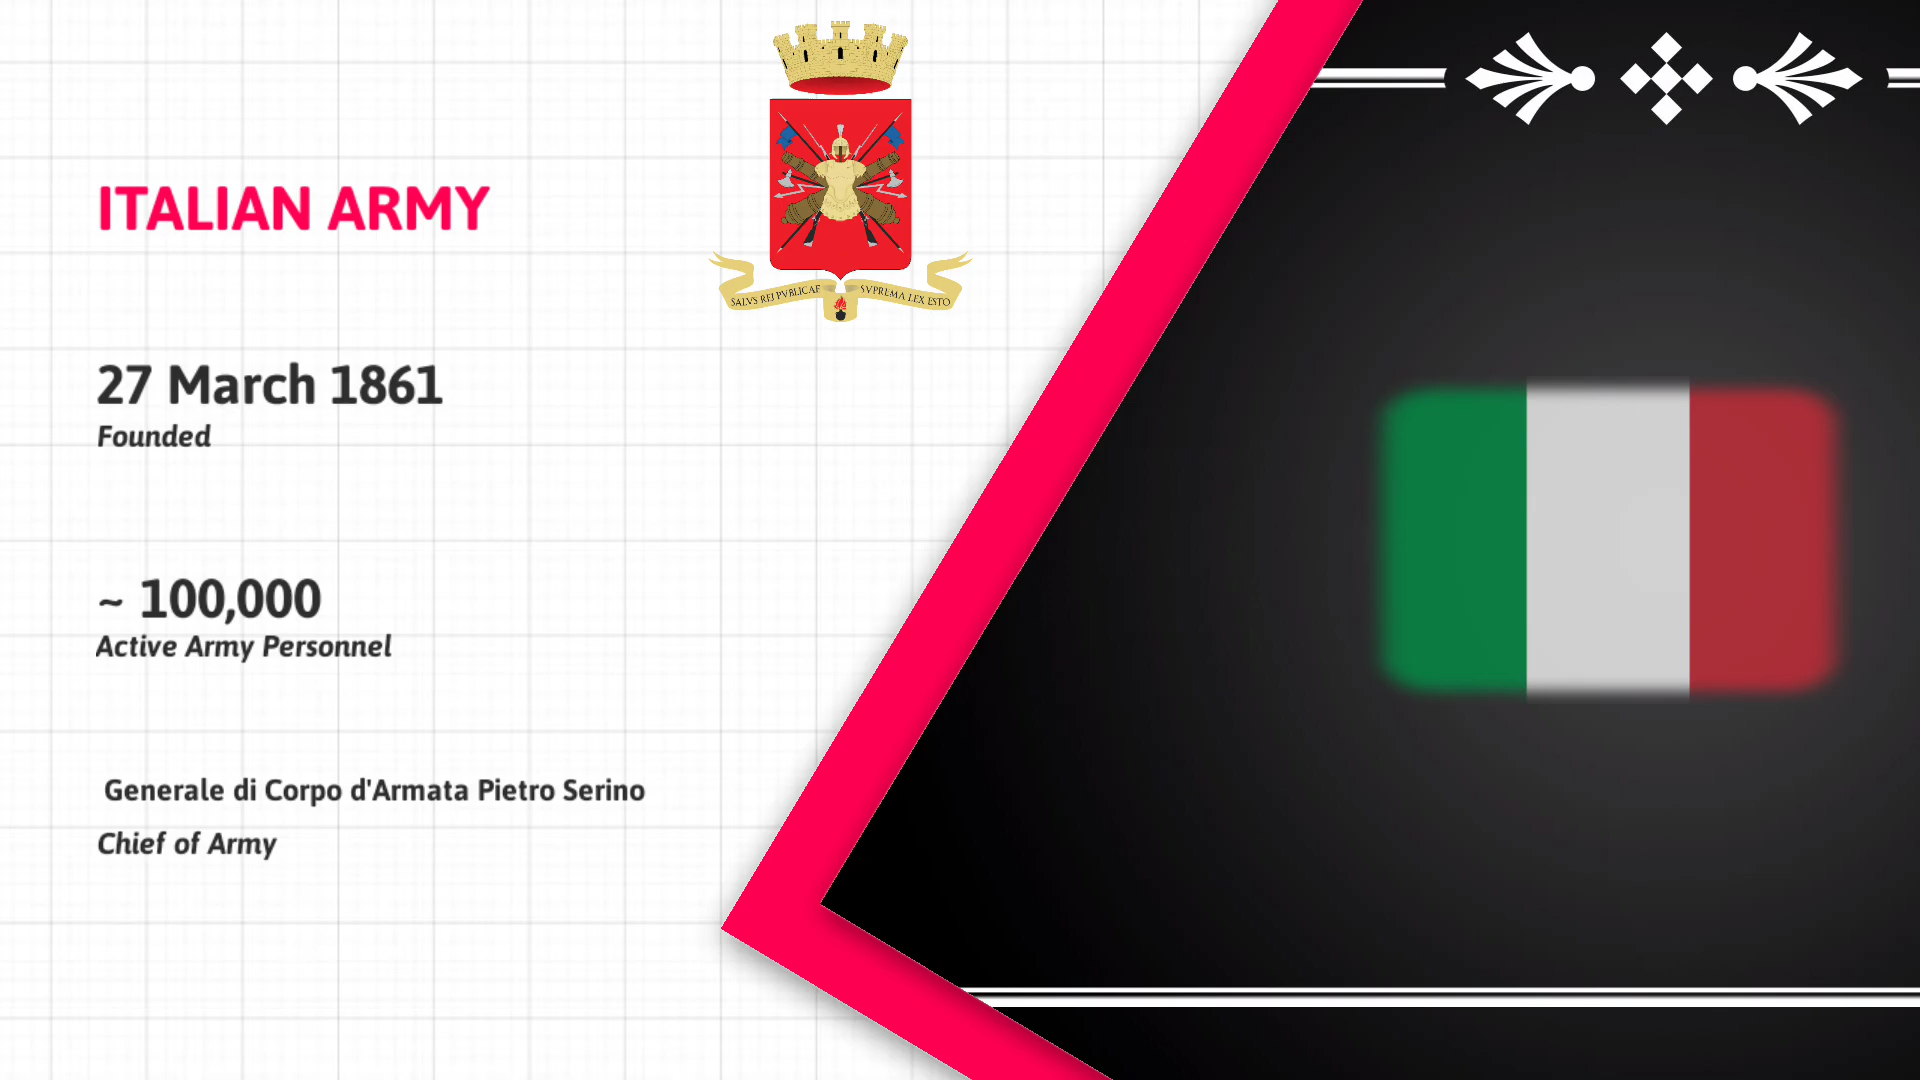 ITALIAN ARMY
SALVS REI PVBLICAE SVPREMA LEX ESTO
27 March 1861
Founded
~ 100,000
Active Army Personnel
Generale di Corpo d'Armata Pietro Serino
Chief of Army